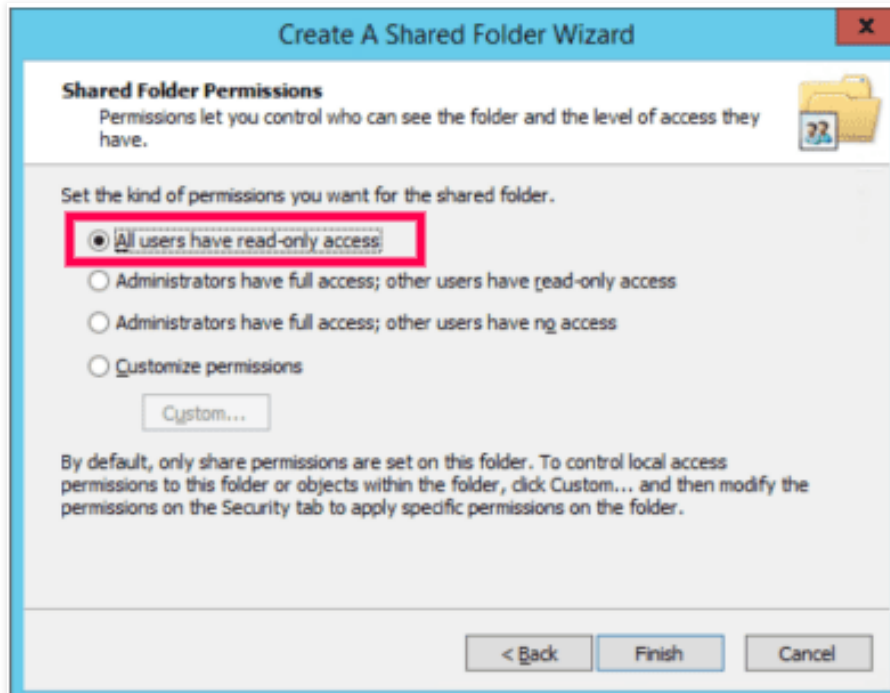 Create A Shared Folder Wizard
Shared Folder Permissions
Permissions let you control who can see the folder and the level of access they
have.
Set the kind of permissions you want for the shared folder.
All users have read-only access
Administrators have full access; other users have read-only access
Administrators have full access; other users have no access
Customize permissions
Custom...
By default, only share permissions are set on this folder. To control local access
permissions to this folder or objects within the folder, click Custom... and then modify the
permissions on the Security tab to apply specific permissions on the folder.
< Back Finish Cancel